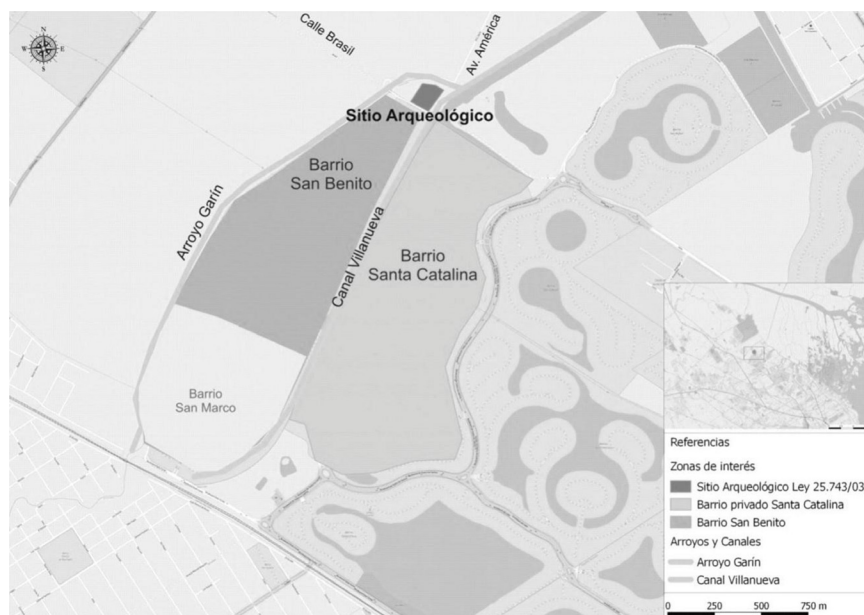 N
W E
S
Calle Brasil
Av. América
Sitio Arqueológico
Barrio
San Benito
Arroyo Garín
Canal Villanueva
Barrio
Santa Catalina
Barrio
San Marco
Referencias
Zonas de interés
Sitio Arqueológico Ley 25.743/03
Barrio privado Santa Catalina
Barrio San Benito
Arroyos y Canales
Arroyo Garín
Canal Villanueva
0 250 500 750 m